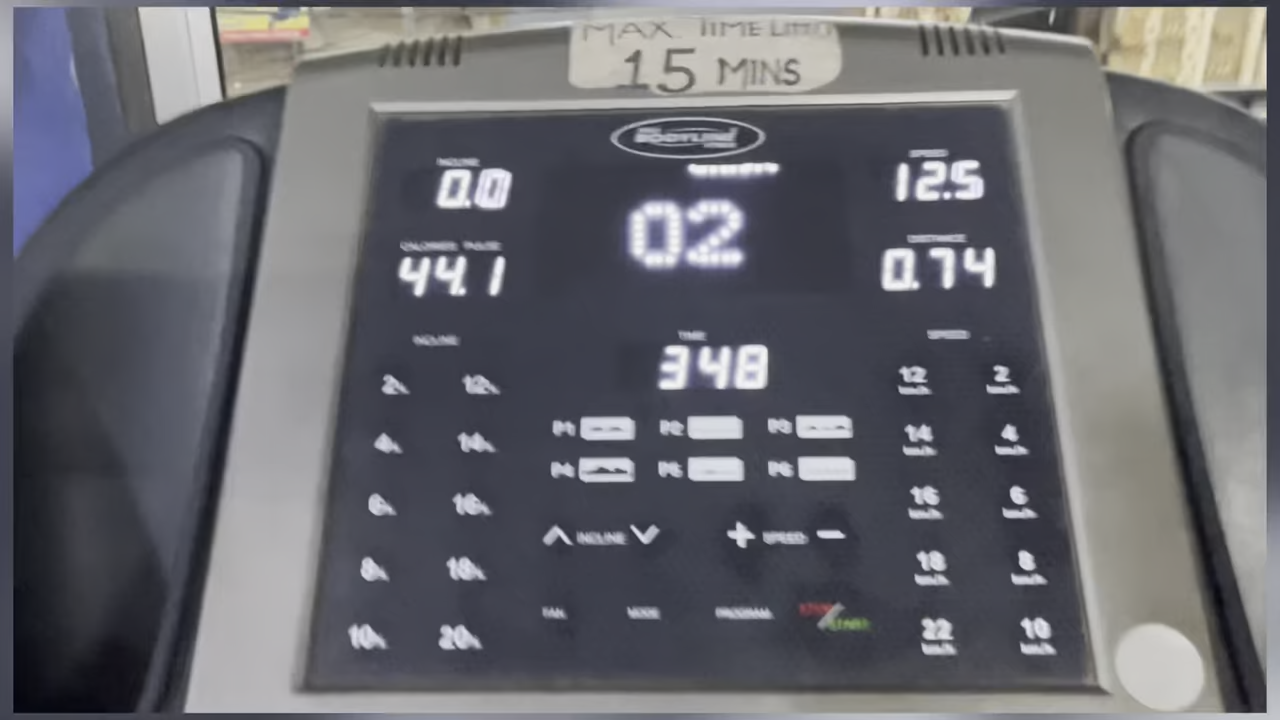 MAX. TIME LIMIT
15 MINS
BODYLINE
INCLINE
0.0
02
SPEED
12.5
CALORIES PULSE
44.1
DISTANCE
0.74
INCLINE
TIME
3 48
SPEED
2% 12%
12 km/h 2 km/h
P1 P2 P3
4% 14%
14 km/h 4 km/h
P4 P5 P6
6% 16%
16 km/h 6 km/h
INCLINE
+ SPEED -
8% 18%
18 km/h 8 km/h
FAN MODE PROGRAM STOP/START
10% 20%
22 km/h 10 km/h